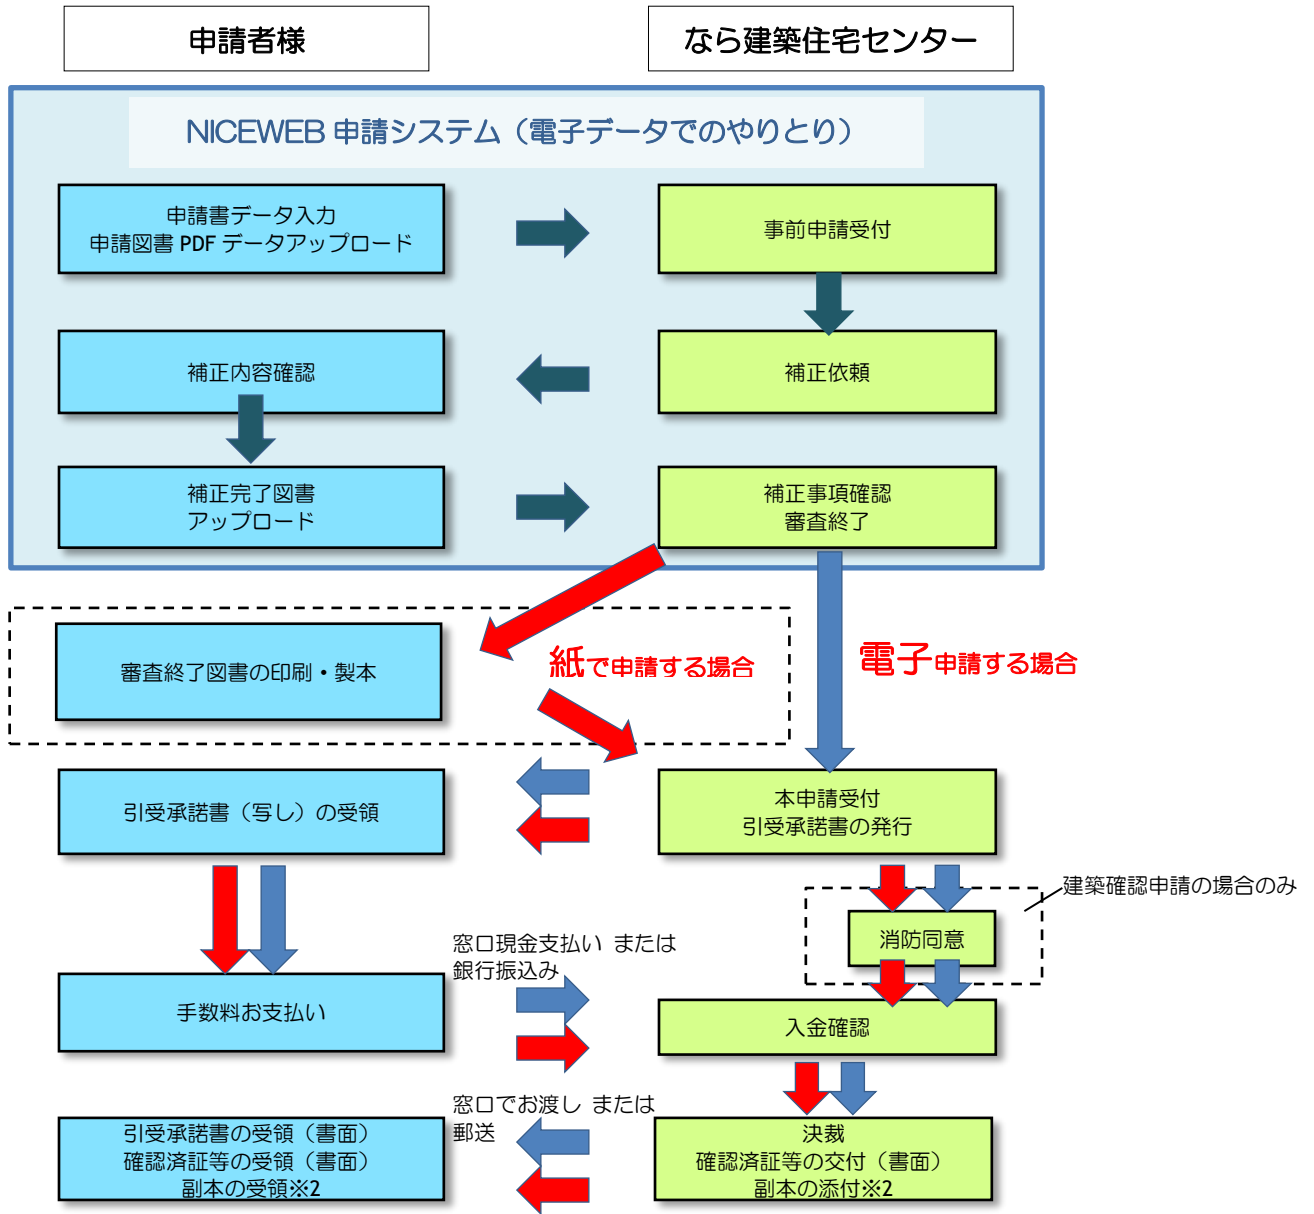 申請者様
なら建築住宅センター
NICEWEB 申請システム（電子データでのやりとり）
申請書データ入力
申請図書 PDF データアップロード
事前申請受付
補正内容確認
補正依頼
補正完了図書
アップロード
補正事項確認
審査終了
審査終了図書の印刷・製本
紙で申請する場合
電子申請する場合
引受承諾書（写し）の受領
本申請受付
引受承諾書の発行
建築確認申請の場合のみ
消防同意
窓口現金支払い または
銀行振込み
手数料お支払い
入金確認
窓口でお渡し または
郵送
引受承諾書の受領（書面）
確認済証等の受領（書面）
副本の受領※2
決裁
確認済証等の交付（書面）
副本の添付※2